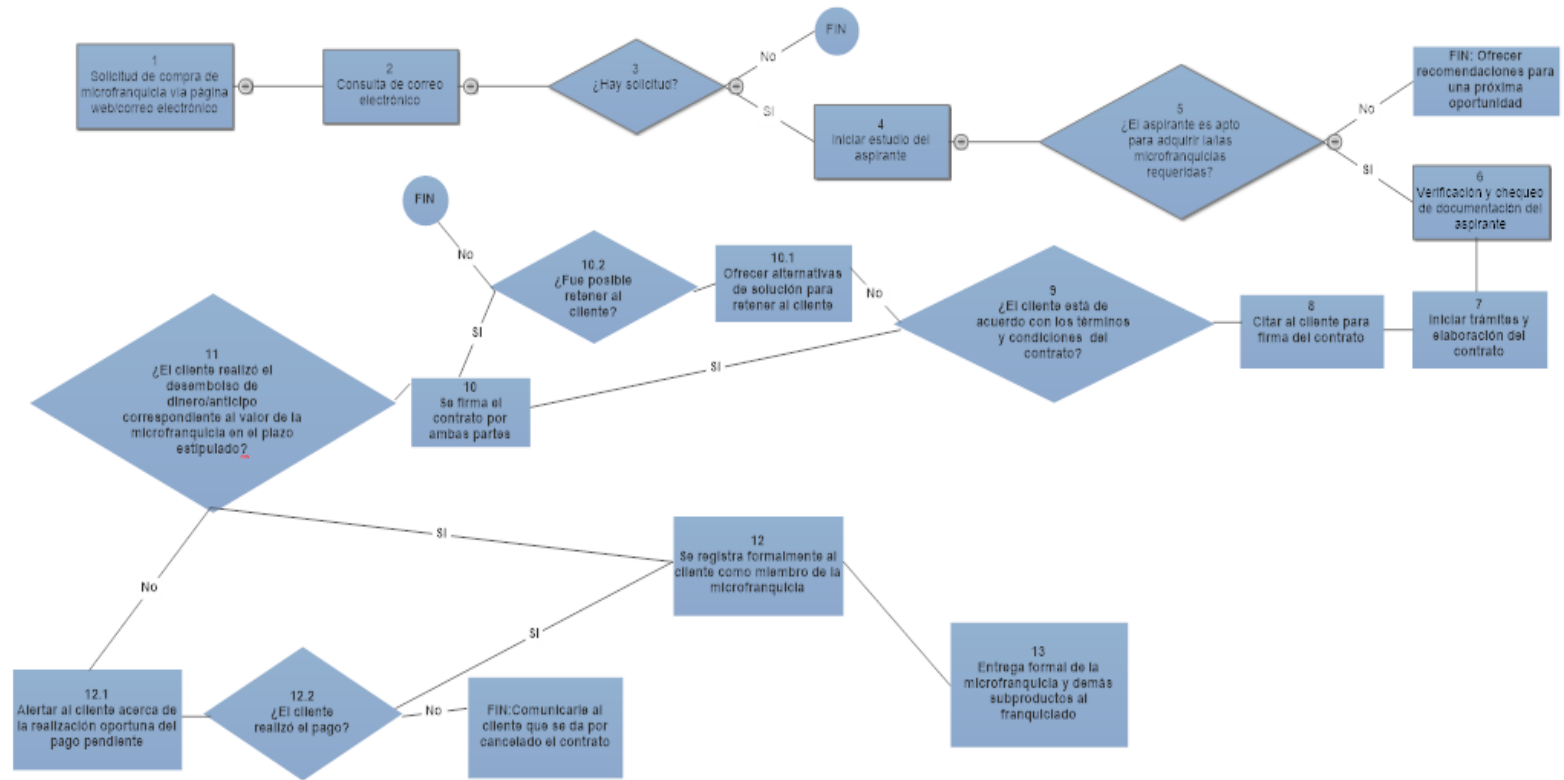 1
Solicitud de compra de
microfranquicia vía página
web/correo electrónico
2
Consulta de correo
electrónico
3
¿Hay solicitud?
No
FIN
SI
4
Iniciar estudio del
aspirante
5
¿El aspirante es apto
para adquirir la/las
microfranquicias
requeridas?
No
FIN: Ofrecer
recomendaciones para
una próxima
oportunidad
SI
6
Verificación y chequeo
de documentación del
aspirante
7
Iniciar trámites y
elaboración del
contrato
8
Citar al cliente para
firma del contrato
9
¿El cliente está de
acuerdo con los términos
y condiciones del
contrato?
No
10.1
Ofrecer alternativas
de solución para
retener al cliente
10.2
¿Fue posible
retener al
cliente?
No
FIN
SI
SI
10
Se firma el
contrato por
ambas partes
11
¿El cliente realizó el
desembolso de
dinero/anticipo
correspondiente al valor de la
microfranquicia en el plazo
estipulado?
SI
No
12
Se registra formalmente al
cliente como miembro de la
microfranquicia
12.1
Alertar al cliente acerca de
la realización oportuna del
pago pendiente
12.2
¿El cliente
realizó el pago?
SI
No
FIN:Comunicarle al
cliente que se da por
cancelado el contrato
13
Entrega formal de la
microfranquicia y demás
subproductos al
franquiciado